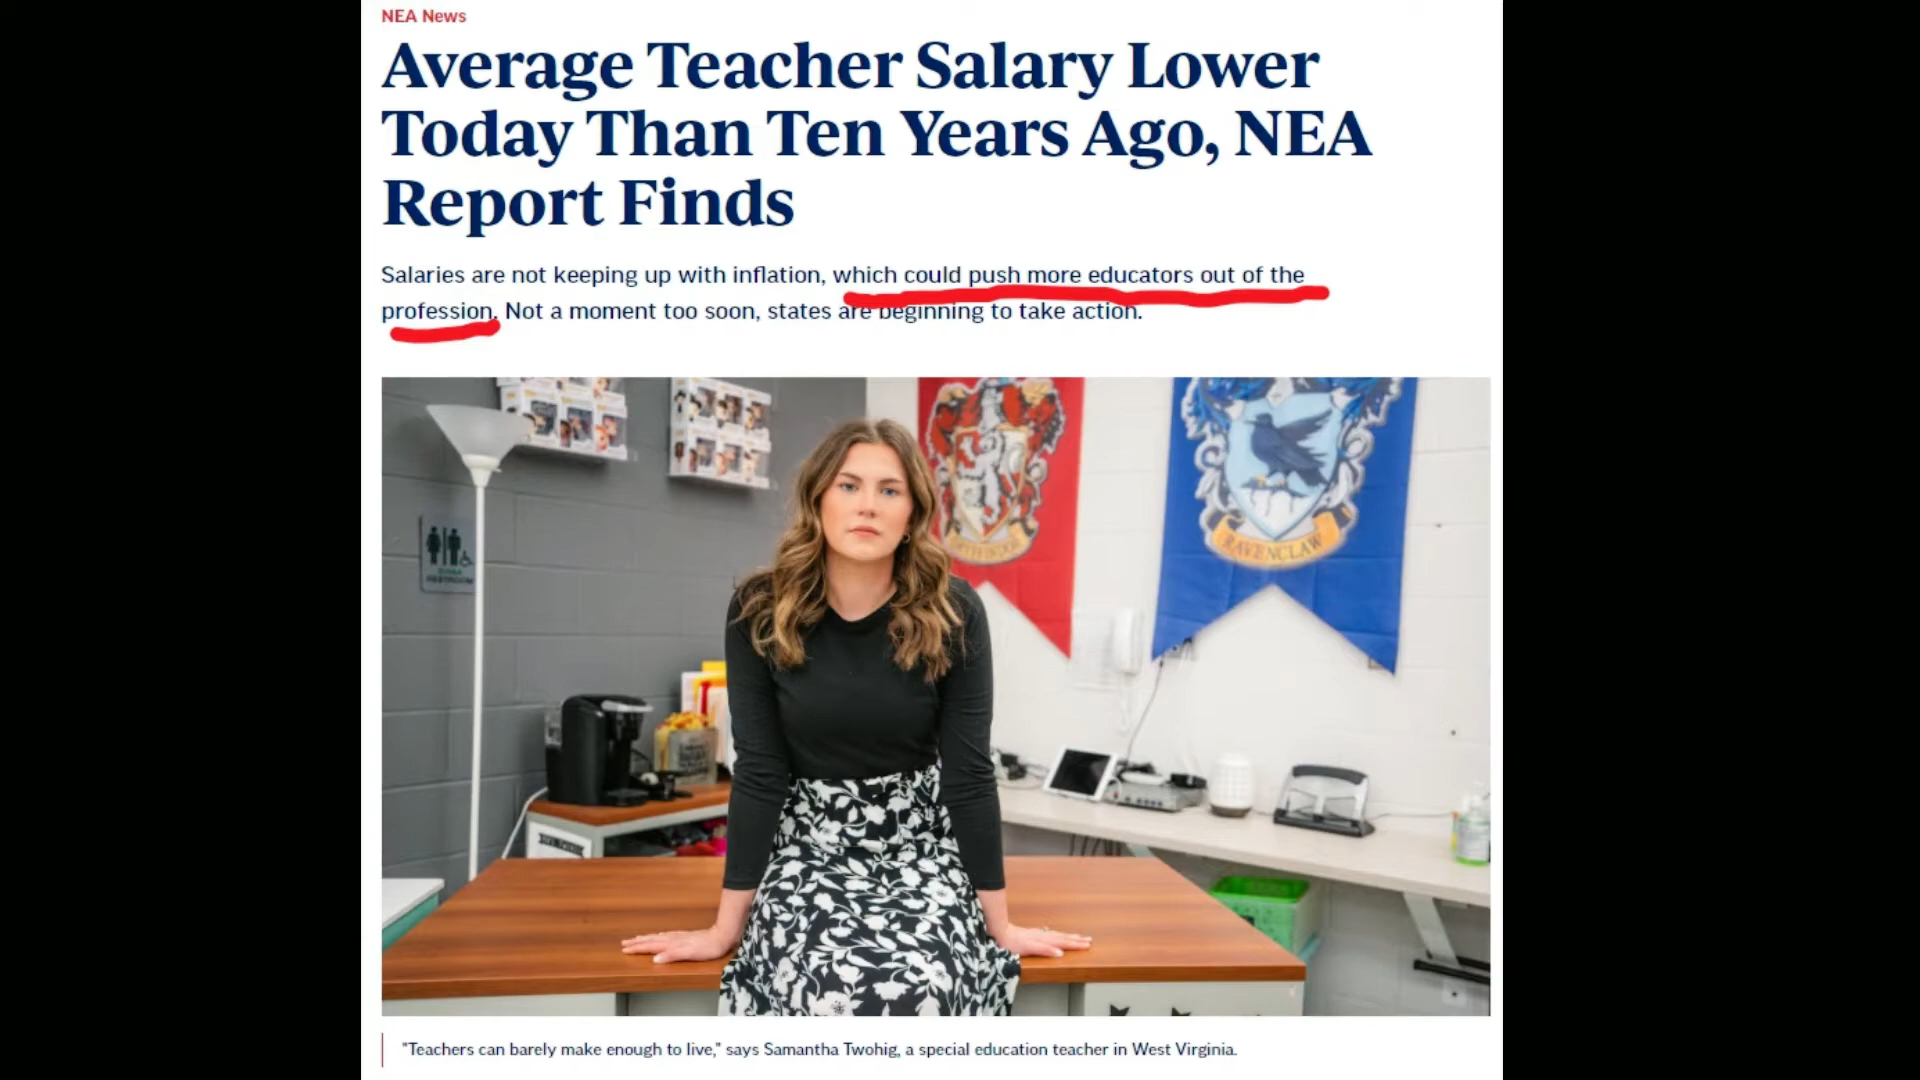 NEA News
Average Teacher Salary Lower
Today Than Ten Years Ago, NEA
Report Finds
Salaries are not keeping up with inflation, which could push more educators out of the
profession. Not a moment too soon, states are beginning to take action.
RAVENCLAW
"Teachers can barely make enough to live," says Samantha Twohig, a special education teacher in West Virginia.